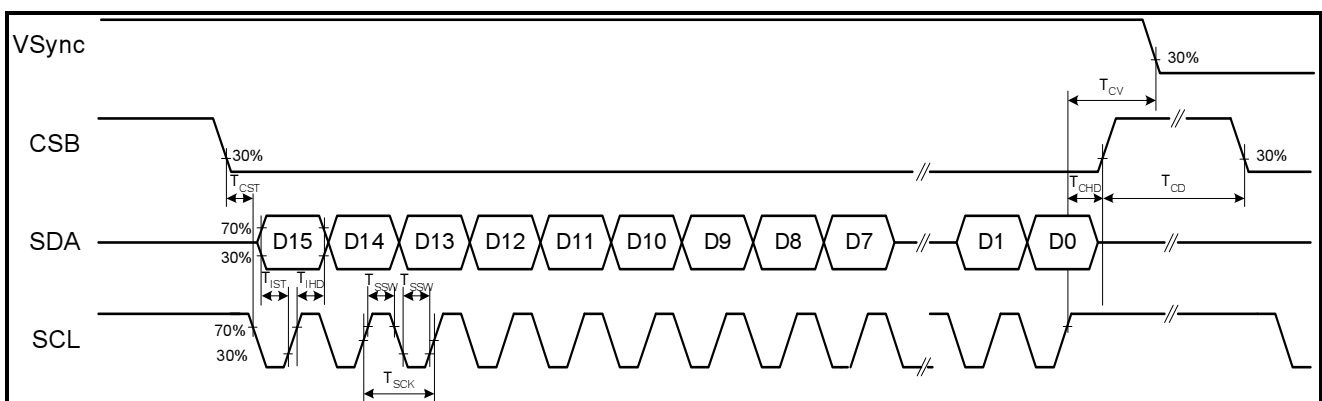 VSync
30%
T_CV
CSB
30%
30%
T_CST
T_CHD
T_CD
SDA
70%
30%
D15
D14
D13
D12
D11
D10
D9
D8
D7
D1
D0
T_IST
T_IHD
T_SSW
T_SSW
SCL
70%
30%
T_SCK